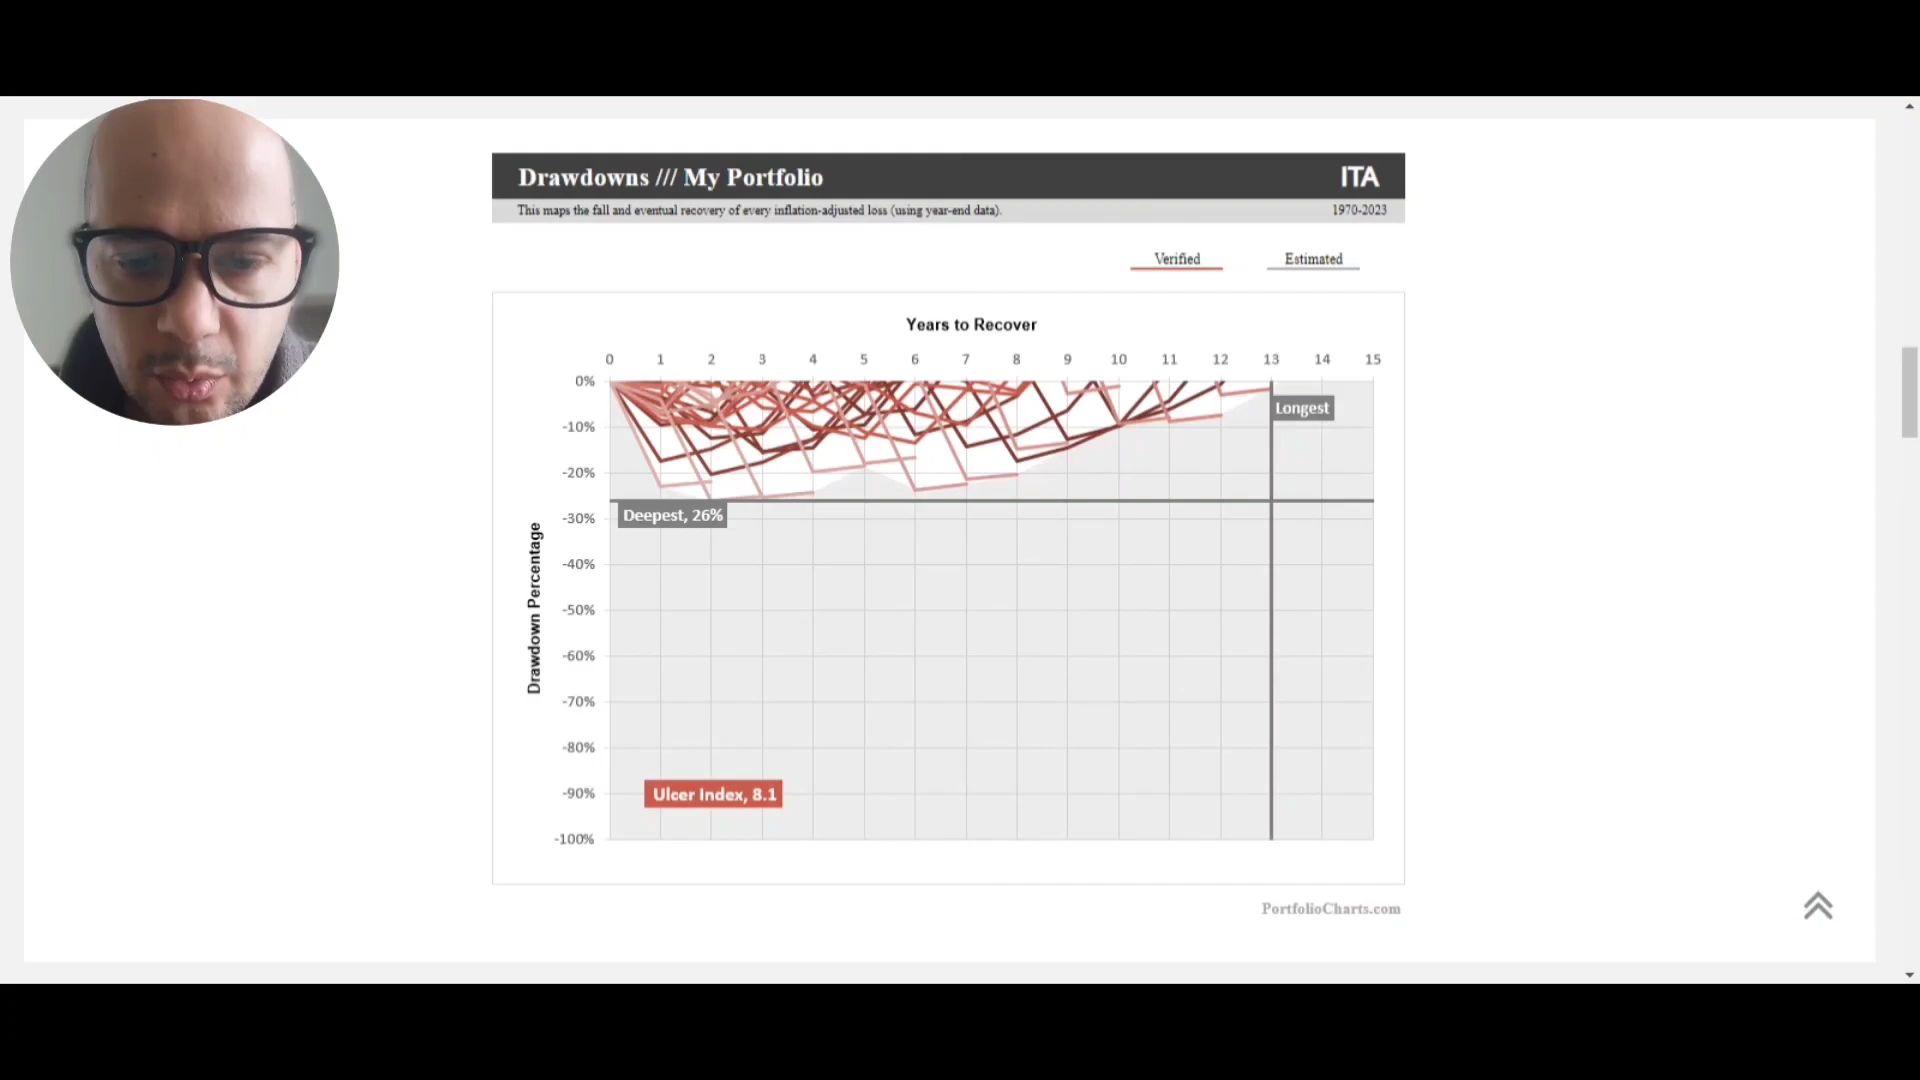 Drawdowns /// My Portfolio ITA
This maps the fall and eventual recovery of every inflation-adjusted loss (using year-end data). 1970-2023
Verified Estimated
Years to Recover
0 1 2 3 4 5 6 7 8 9 10 11 12 13 14 15
0%
Longest
-10%
-20%
Deepest, 26%
-30%
-40%
-50%
-60%
-70%
-80%
Ulcer Index, 8.1
-90%
-100%
Drawdown Percentage
PortfolioCharts.com